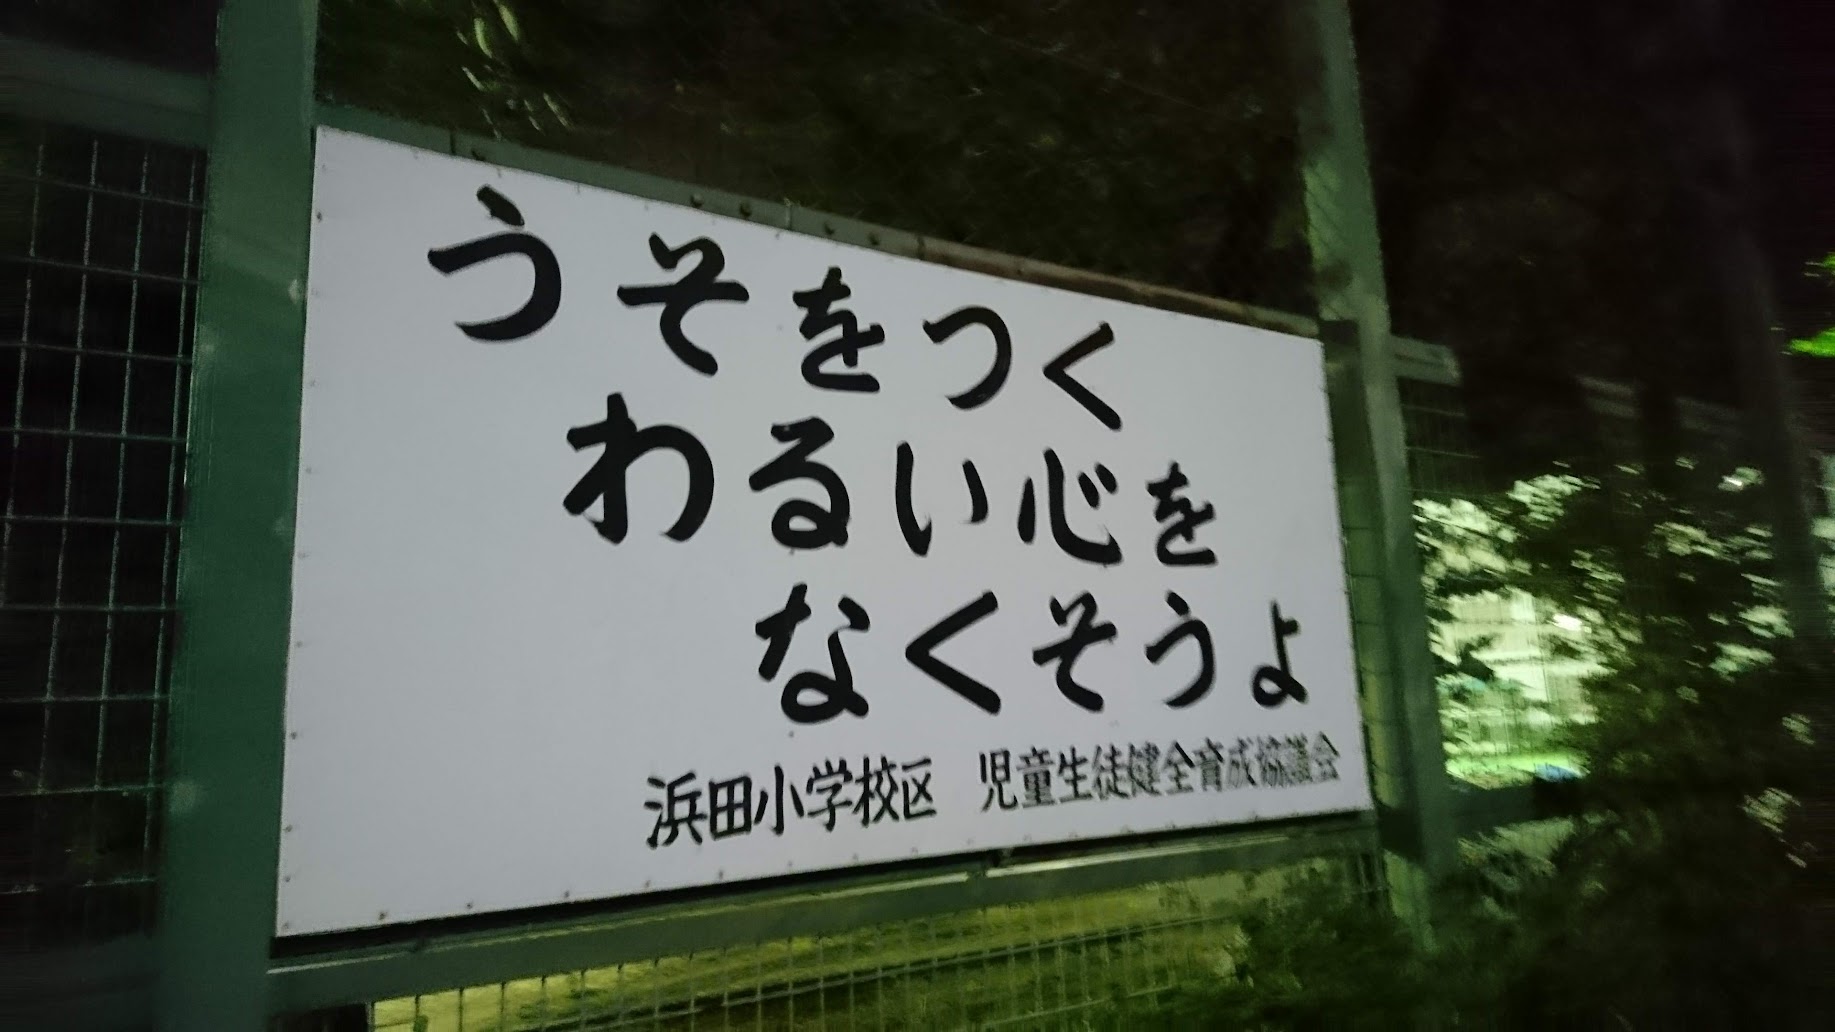 うそをつく
わるい心を
なくそうよ
浜田小学校区　児童生徒健全育成協議会